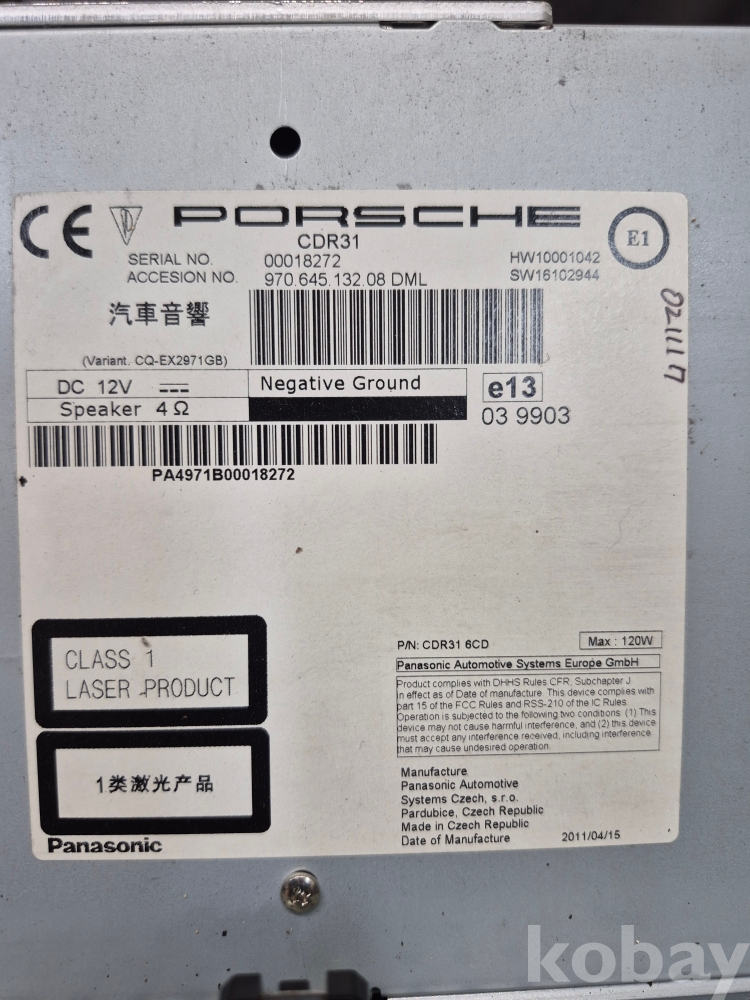 CE PORSCHE E1
CDR31
SERIAL NO. 00018272 HW10001042
ACCESION NO. 970.645.132.08 DML SW16102944
汽車音響
(Variant. CQ-EX2971GB)
DC 12V Negative Ground e13
Speaker 4 Ω 03 9903
PA4971B00018272
CLASS 1
LASER PRODUCT
1类激光产品
Panasonic
P/N: CDR31 6CD Max : 120W
Panasonic Automotive Systems Europe GmbH
Product complies with DHHS Rules CFR, Subchapter J
in effect as of Date of manufacture. This device complies with
part 15 of the FCC Rules and RSS-210 of the IC Rules.
Operation is subjected to the following two conditions: (1) This
device may not cause harmful interference, and (2) this device
must accept any interference received, including interference
that may cause undesired operation.
Manufacture
Panasonic Automotive
Systems Czech, s.r.o.
Pardubice, Czech Republic
Made in Czech Republic
Date of Manufacture 2011/04/15
kobay